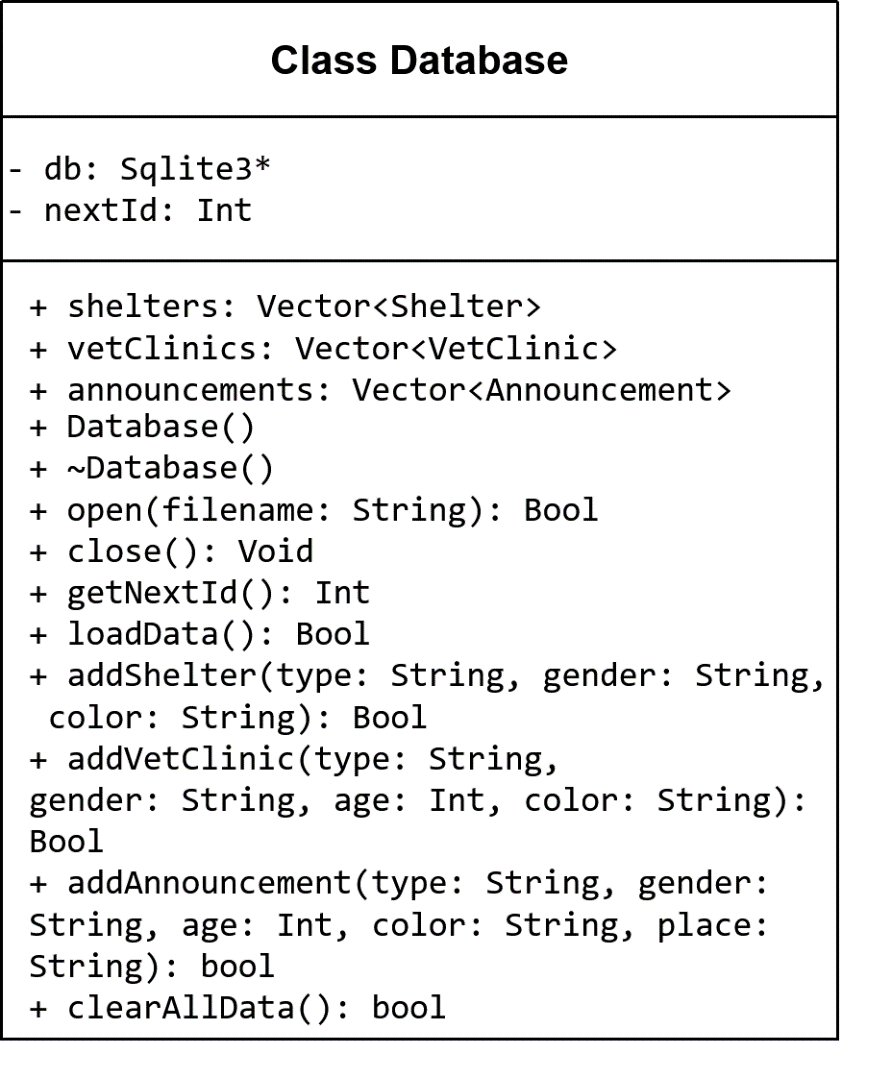 Class Database
- db: Sqlite3*
- nextId: Int
+ shelters: Vector<Shelter>
+ vetClinics: Vector<VetClinic>
+ announcements: Vector<Announcement>
+ Database()
+ ~Database()
+ open(filename: String): Bool
+ close(): Void
+ getNextId(): Int
+ loadData(): Bool
+ addShelter(type: String, gender: String,
color: String): Bool
+ addVetClinic(type: String,
gender: String, age: Int, color: String):
Bool
+ addAnnouncement(type: String, gender:
String, age: Int, color: String, place:
String): bool
+ clearAllData(): bool